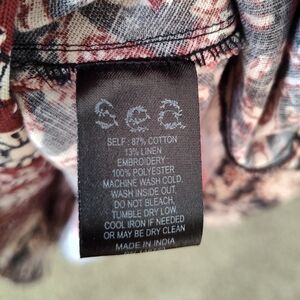 sea
SELF: 87% COTTON
13% LINEN
EMBROIDERY
100% POLYESTER
MACHINE WASH COLD.
WASH INSIDE OUT.
DO NOT BLEACH.
TUMBLE DRY LOW.
COOL IRON IF NEEDED
OR MAY BE DRY CLEAN
MADE IN INDIA